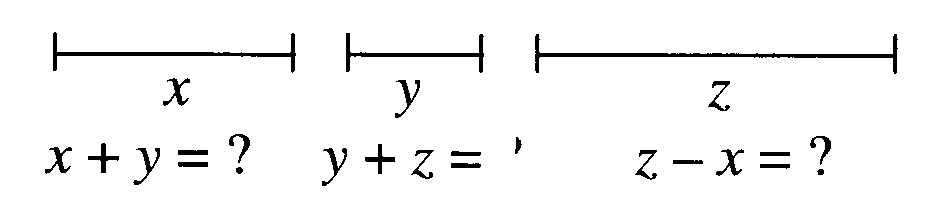 x y z
x + y = ? y + z = z − x = ?